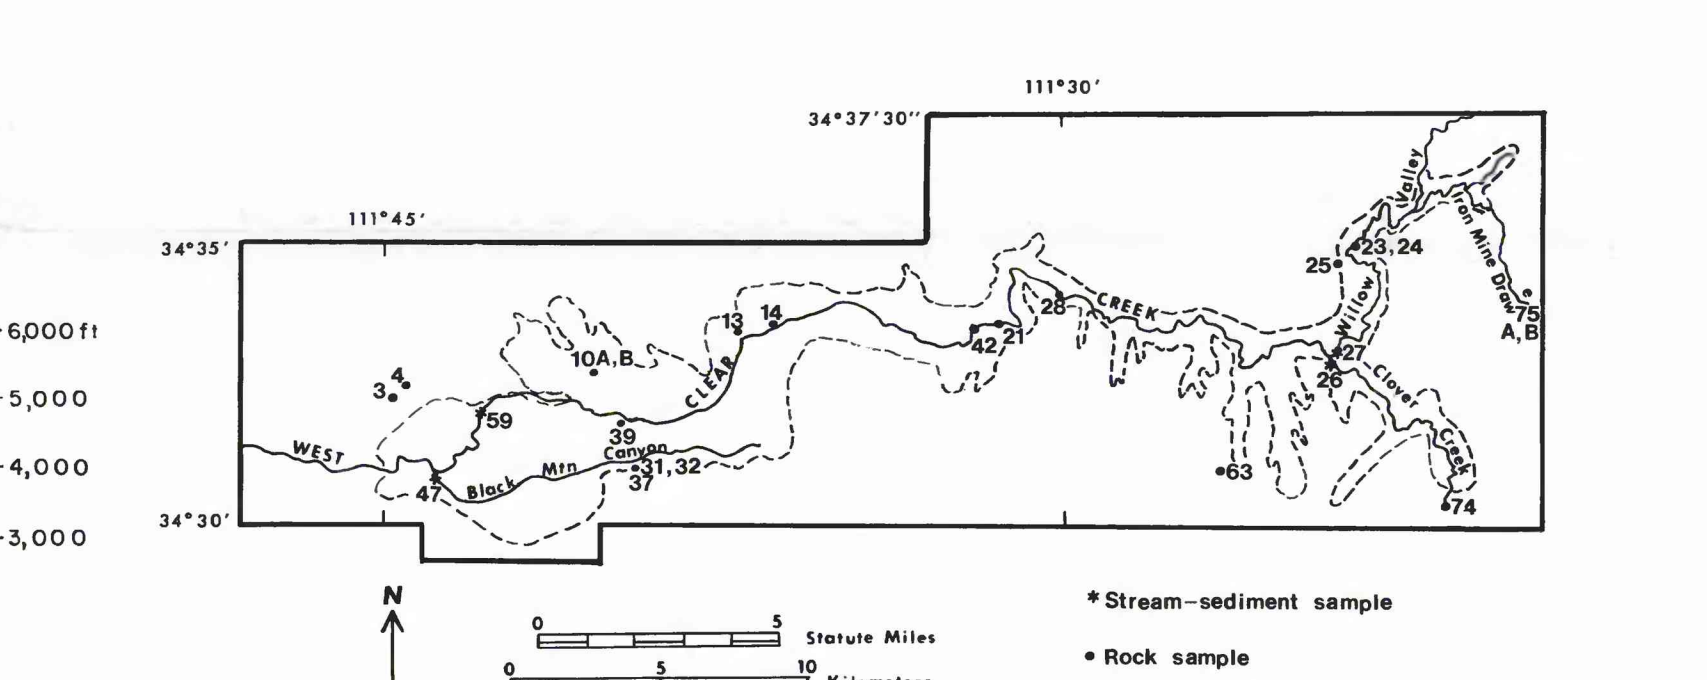 111°30′
34°37′30″
Valley
111°45′
34°35′
23,24
25
Iron Mine Draw
Willow
CREEK
28
75
A,B
6,000 ft
13
14
42
21
10A,B
27
26
Clover
4
3
CLEAR
5,000
59
39
WEST
Black Mtn Canyon
31,32
37
63
Creek
4,000
47
74
34°30′
3,000
N
* Stream-sediment sample
0 5
Statute Miles
• Rock sample
0 5 10
Kilometers